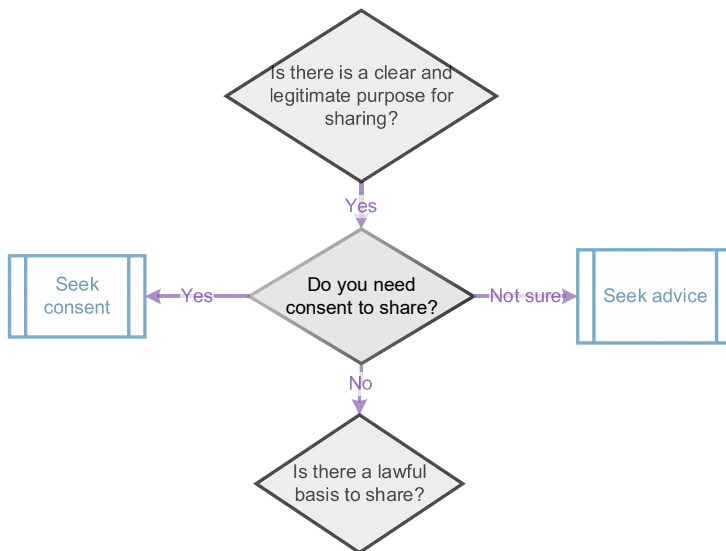 Is there is a clear and
legitimate purpose for
sharing?
Yes
Do you need
consent to share?
Seek
consent
Yes
Not sure
Seek advice
No
Is there a lawful
basis to share?